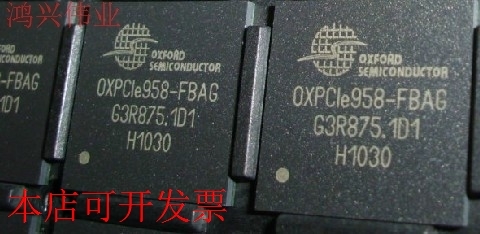 鸿兴伟业
OXFORD
SEMICONDUCTOR
OXPCIe958-FBAG
G3R875.1D1
H1030
OXFORD
SEMICONDUCTOR
OXPCIe958-FBAG
G3R875.1D1
H1030
本店可开发票